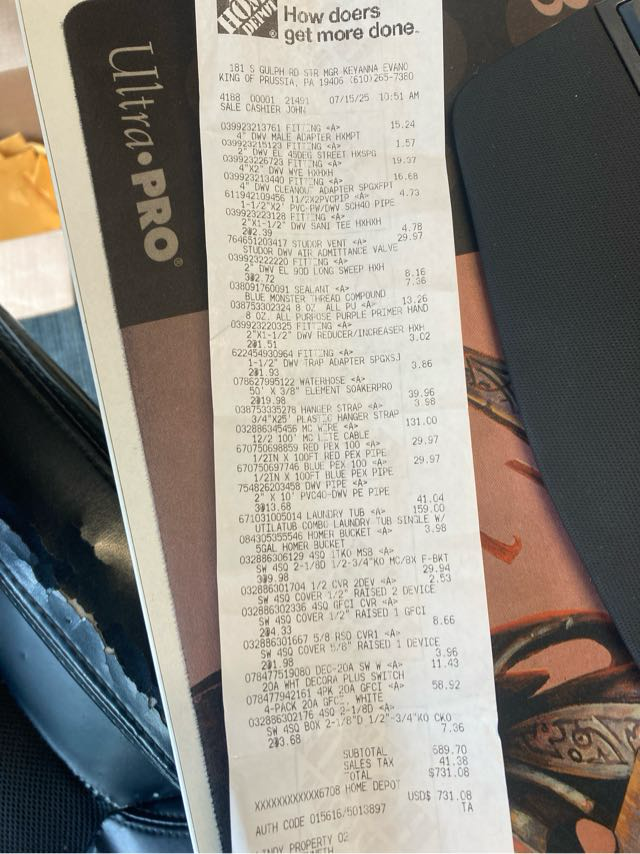 THE HOME DEPOT
®
How doers
get more done.
Ultra•PRO®
181 S GULPH RD STR MGR KEYANNA EVANO
KING OF PRUSSIA, PA 19406 (610)265-7380
4188 00001 21491 07/15/25 10:51 AM
SALE CASHIER JOHN
039923213761 FITTING <A> 15.24
4" DWV MALE ADAPTER HXMPT
039923215123 FITTING <A> 1.57
2" DWV EL 45DEG STREET HXSPG
039923226723 FITTING <A> 19.37
4"X2" DWV WYE HXHXH
039923213440 FITTING <A> 16.68
4" DWV CLEANOUT ADAPTER SPGXFPT
611942109456 11/2X2PVCPIP <A> 4.73
1-1/2"X2' PVC-PW/DWV SCH40 PIPE
039923223128 FITTING <A>
2"X1-1/2" DWV SANI TEE HXHXH
2@2.39 4.78
764651203417 STUDOR VENT <A> 29.97
STUDOR DWV AIR ADMITTANCE VALVE
039923222220 FITTING <A>
2" DWV EL 90D LONG SWEEP HXH
3@2.72 8.16
038091760091 SEALANT <A> 7.36
BLUE MONSTER THREAD COMPOUND
038753302324 8 OZ. ALL PU <A> 13.26
8 OZ. ALL PURPOSE PURPLE PRIMER HAND
039923220325 FITTING <A>
2"X1-1/2" DWV REDUCER/INCREASER HXH
2@1.51 3.02
622454930964 FITTING <A>
1-1/2" DWV TRAP ADAPTER SPGXSJ
2@1.93 3.86
078627995122 WATERHOSE <A>
50' X 3/8" ELEMENT SOAKERPRO
2@19.98 39.96
038753335278 HANGER STRAP <A> 3.98
3/4"X25' PLASTIC HANGER STRAP
032886345456 MC WIRE <A> 131.00
12/2 100' MC LITE CABLE
670750698859 RED PEX 100 <A> 29.97
1/2IN X 100FT RED PEX PIPE
670750697746 BLUE PEX 100 <A> 29.97
1/2IN X 100FT BLUE PEX PIPE
754826203458 DWV PIPE <A>
2" X 10' PVC40-DWV PE PIPE
3@13.68 41.04
671031005014 LAUNDRY TUB <A> 159.00
UTILATUB COMBO LAUNDRY TUB SINGLE W/
084305355546 HOMER BUCKET <A> 3.98
5GAL HOMER BUCKET
032886306129 4SQ 1TKO MSB <A>
SW 4SQ 2-1/8D 1/2-3/4"KO MC/BX F-BKT
3@9.98 29.94
032886301704 1/2 CVR 2DEV <A> 2.53
SW 4SQ COVER 1/2" RAISED 2 DEVICE
032886302336 4SQ GFCI CVR <A>
SW 4SQ COVER 1/2" RAISED 1 GFCI
2@4.33 8.66
032886301667 5/8 RSD CVR1 <A>
SW 4SQ COVER 5/8" RAISED 1 DEVICE
2@1.98 3.96
078477519080 DEC-20A SW W <A> 11.43
20A WHT DECORA PLUS SWITCH
078477942161 4PK 20A GFCI <A> 58.92
4-PACK 20A GFCI WHITE
032886302176 4SQ 2-1/8D <A>
SW 4SQ BOX 2-1/8"D 1/2"-3/4"KO CKO
2@3.68 7.36
SUBTOTAL 689.70
SALES TAX 41.38
TOTAL $731.08
XXXXXXXXXXXX6708 HOME DEPOT
USD$ 731.08
AUTH CODE 015616/5013897 TA
LINDY PROPERTY 02